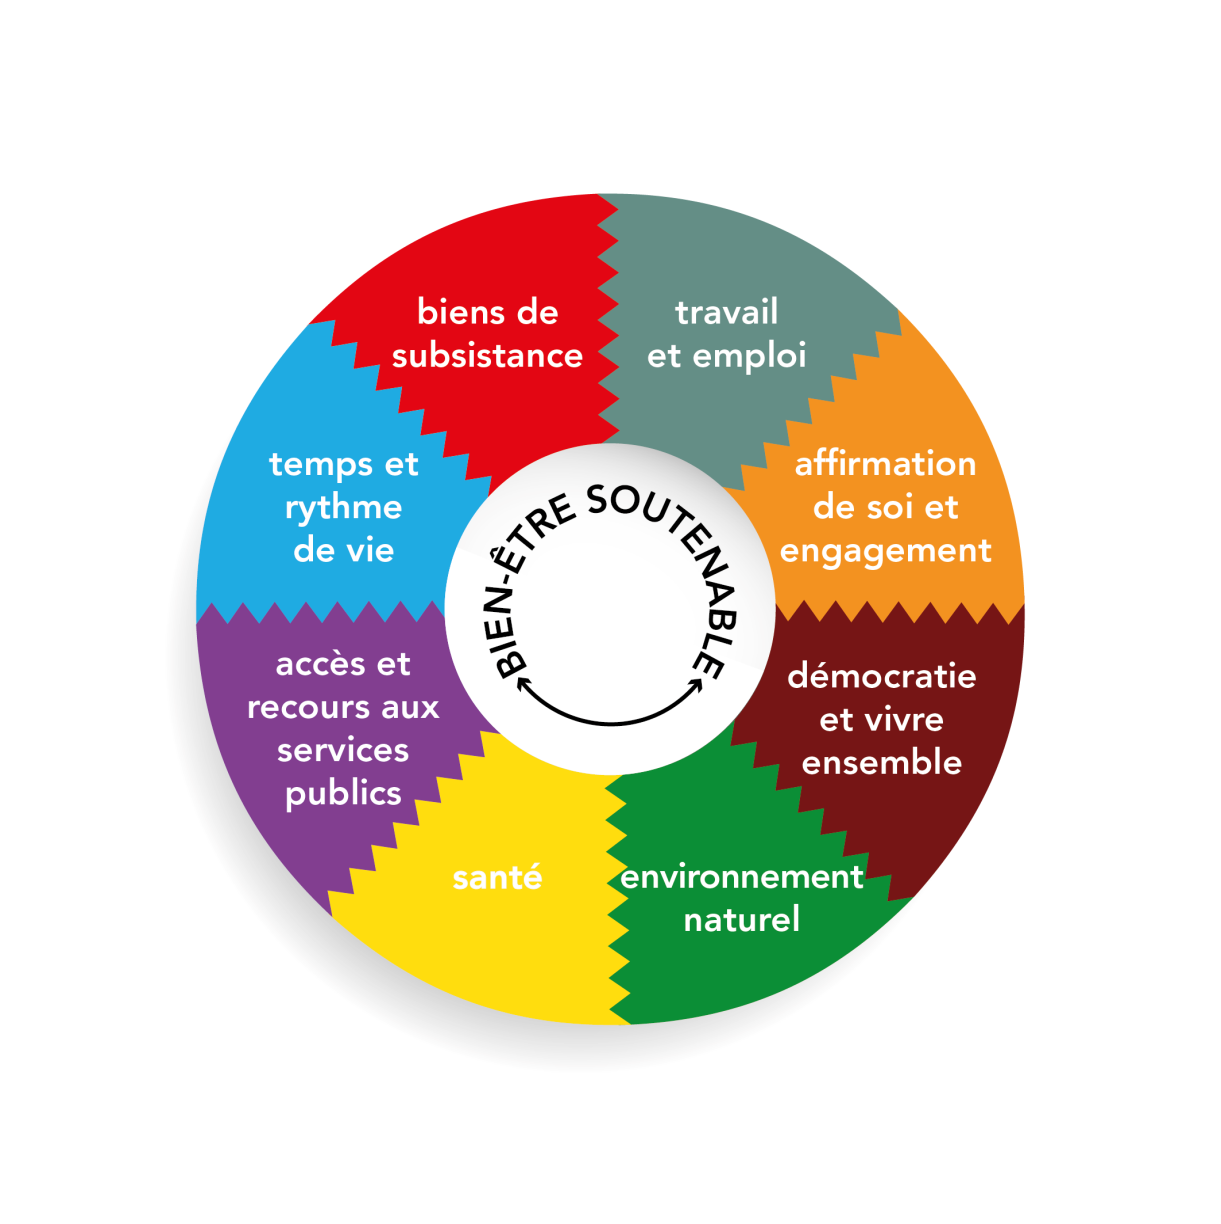 biens de
subsistance
travail
et emploi
affirmation
de soi et
engagement
démocratie
et vivre
ensemble
environnement
naturel
santé
accès et
recours aux
services
publics
temps et
rythme
de vie
BIEN-ÊTRE SOUTENABLE